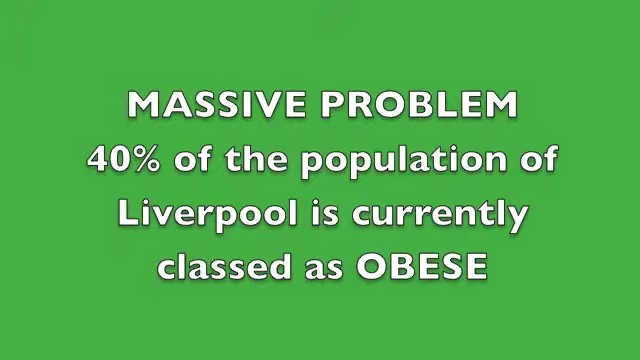 MASSIVE PROBLEM
40% of the population of
Liverpool is currently
classed as OBESE